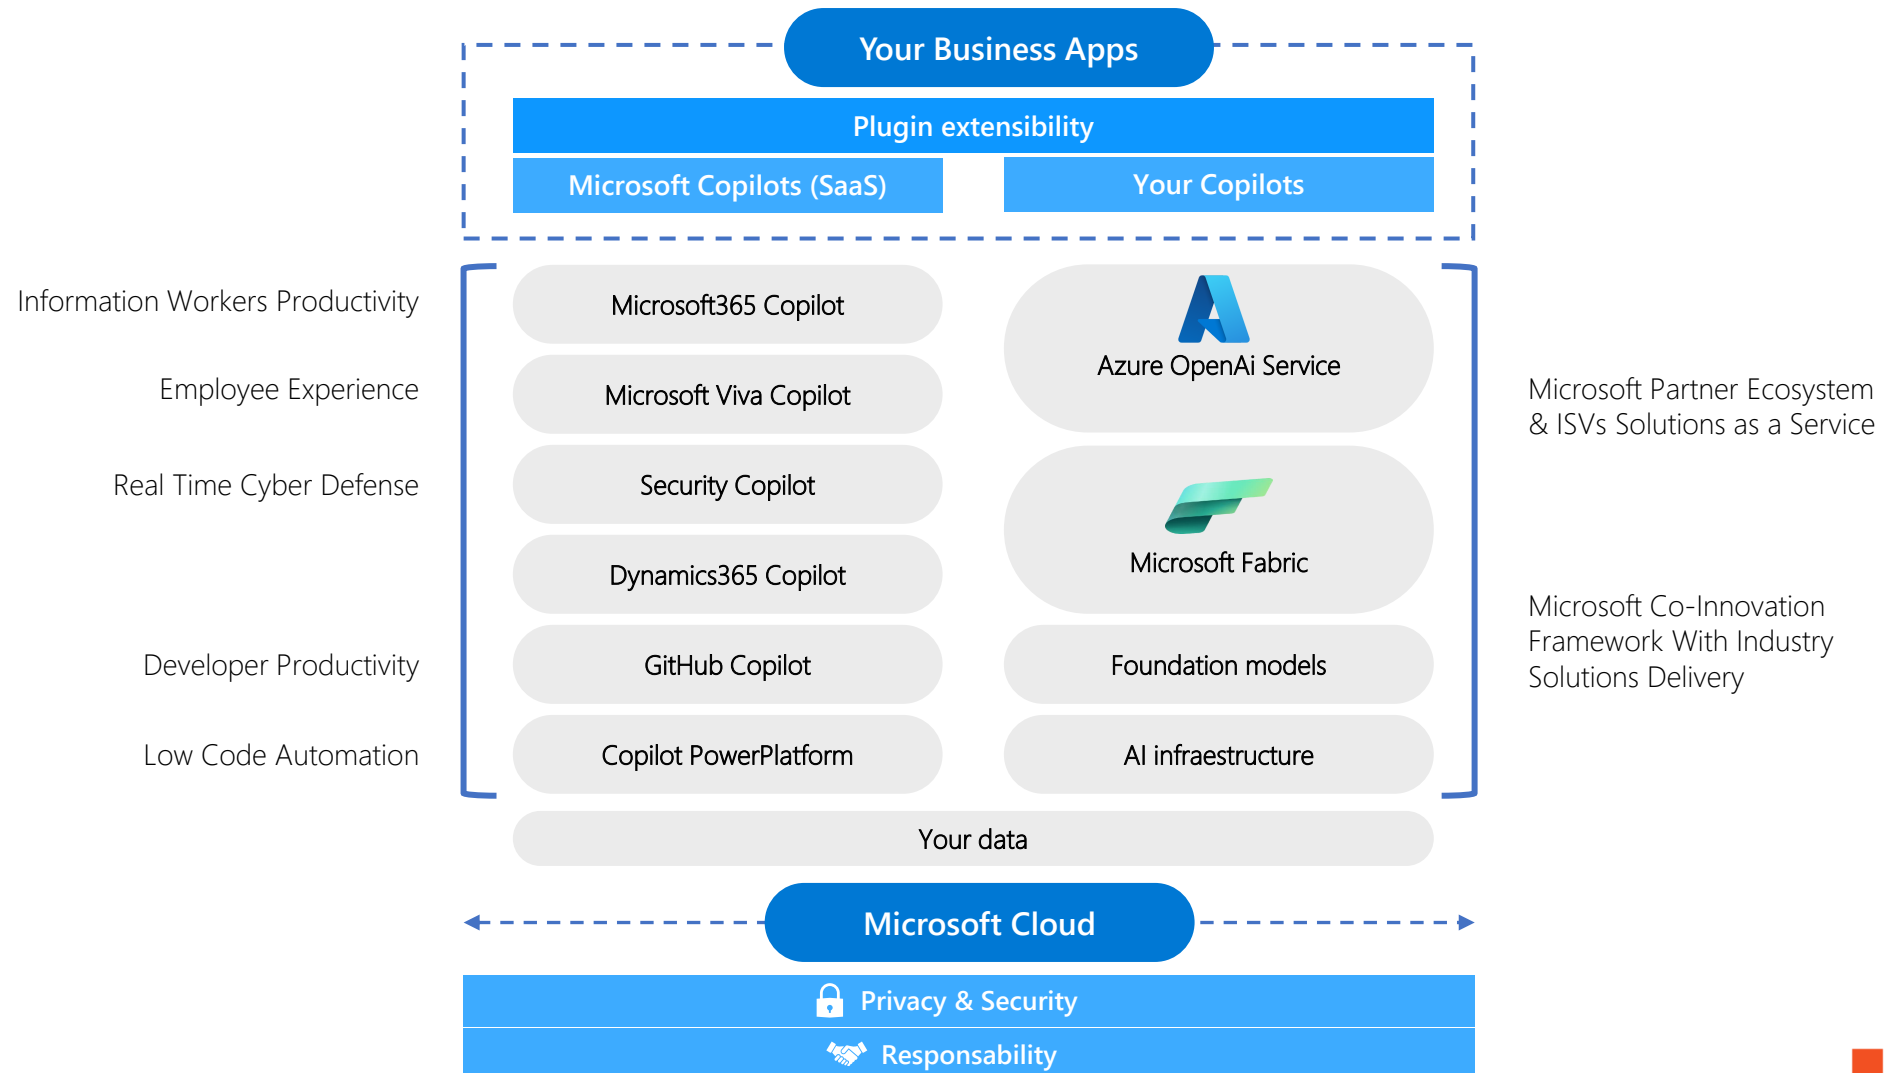 Your Business Apps
Plugin extensibility
Microsoft Copilots (SaaS)
Your Copilots
Information Workers Productivity
Employee Experience
Real Time Cyber Defense
Developer Productivity
Low Code Automation
Microsoft365 Copilot
Microsoft Viva Copilot
Security Copilot
Dynamics365 Copilot
GitHub Copilot
Copilot PowerPlatform
Azure OpenAi Service
Microsoft Fabric
Foundation models
AI infraestructure
Microsoft Partner Ecosystem
& ISVs Solutions as a Service
Microsoft Co-Innovation
Framework With Industry
Solutions Delivery
Your data
Microsoft Cloud
Privacy & Security
Responsability